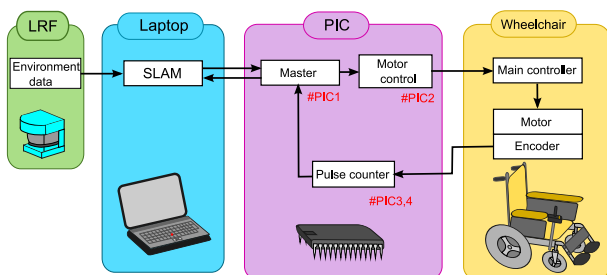 LRF
Laptop
PIC
Wheelchair
Environment
data
SLAM
Master
#PIC1
Motor
control
#PIC2
Main controller
Motor
Encoder
Pulse counter
#PIC3,4